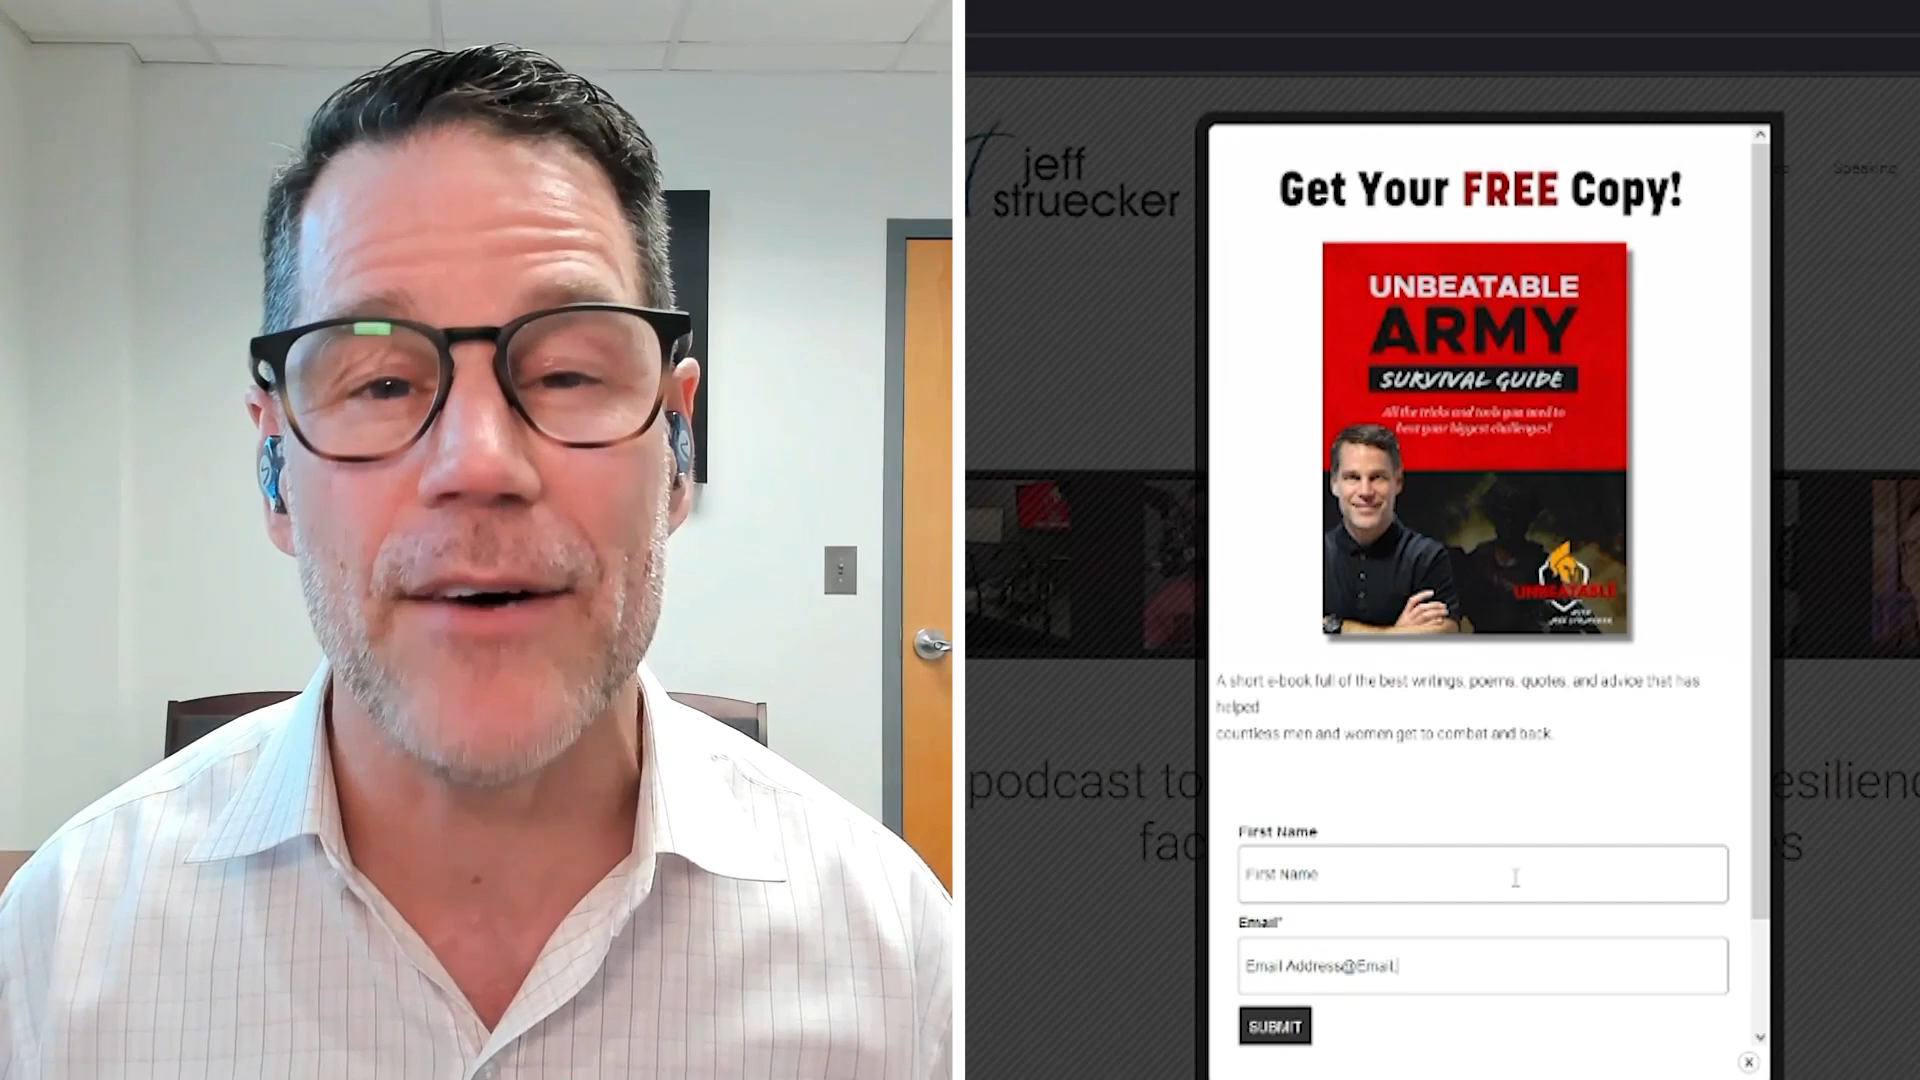 jeff
struecker
Speaking
Get Your FREE Copy!
UNBEATABLE
ARMY
SURVIVAL GUIDE
All the tricks and tools you need to
beat your biggest challenges!
UNBEATABLE
WITH
JEFF STRUECKER
A short e-book full of the best writings, poems, quotes, and advice that has
helped
countless men and women get to combat and back.
podcast to
esilienc
fac
s
First Name
First Name
Email*
Email Address@Email.
SUBMIT